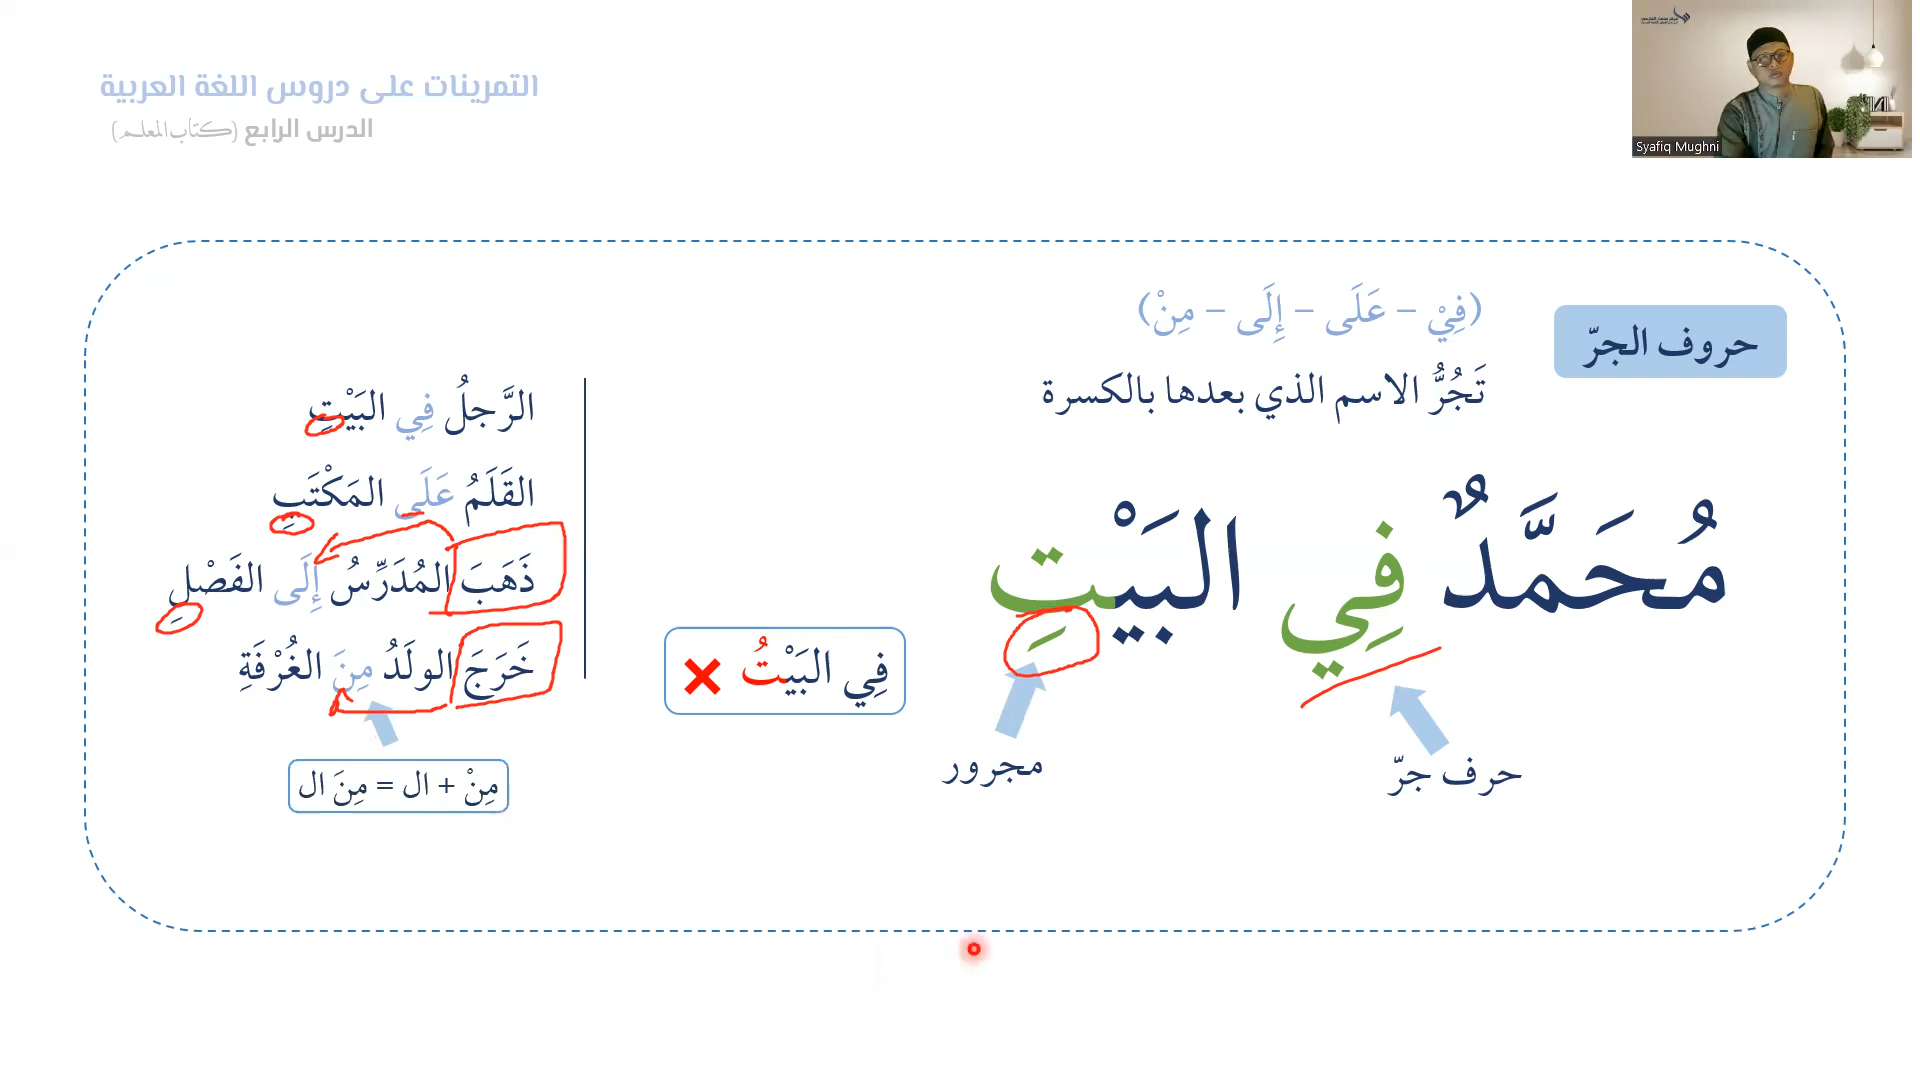 التمرينات على دروس اللغة العربية
الدرس الرابع (كتاب المعلم)
Syafiq Mughni
حروف الجرّ
(فِيْ – عَلَى – إِلَى – مِنْ)
تَجُرُّ الاسم الذي بعدها بالكسرة
مُحَمَّدٌ فِي البَيْتِ
حرف جرّ
مجرور
فِي البَيْتُ ×
الرَّجلُ فِي البَيْتِ
القَلَمُ عَلَى المَكْتَبِ
ذَهَبَ المُدَرِّسُ إِلَى الفَصْلِ
خَرَجَ الولَدُ مِنَ الغُرْفَةِ
مِنْ + ال = مِنَ ال